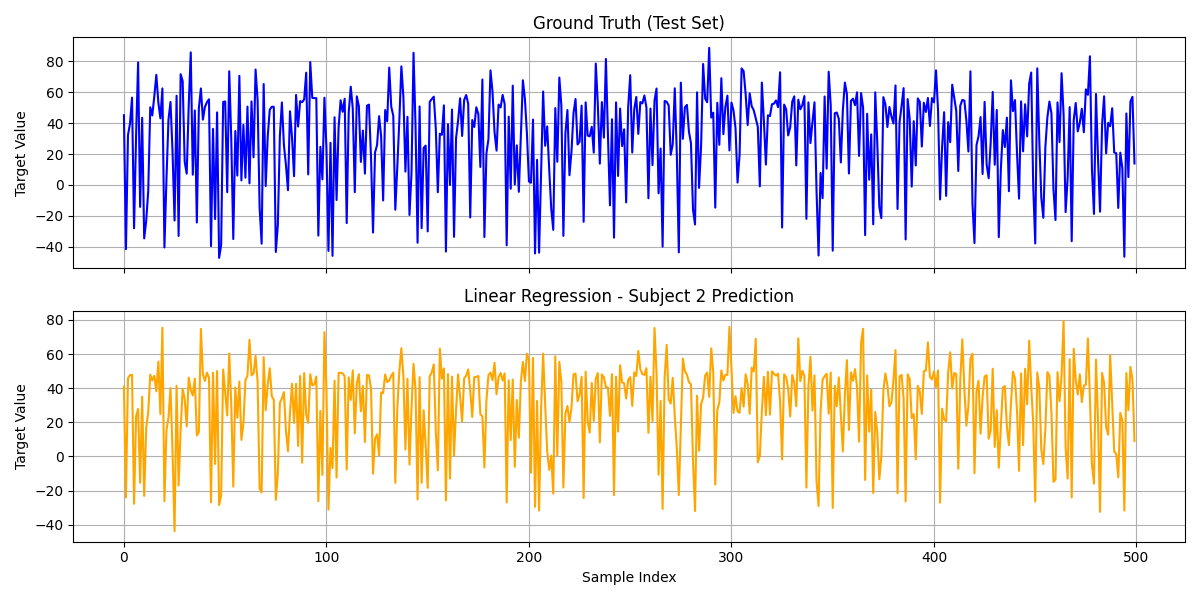 Ground Truth (Test Set)
Target Value
80
60
40
20
0
−20
−40
Linear Regression - Subject 2 Prediction
Target Value
80
60
40
20
0
−20
−40
0 100 200 300 400 500
Sample Index